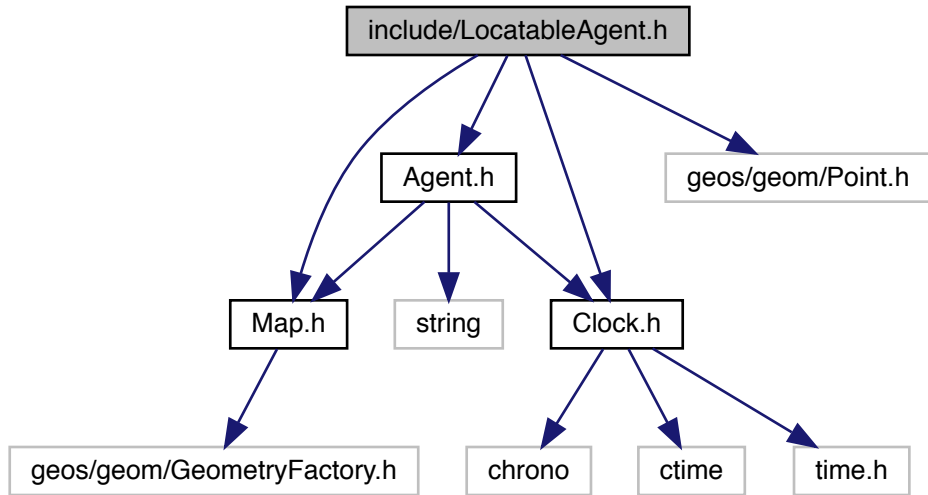 include/LocatableAgent.h
Agent.h
geos/geom/Point.h
Map.h
string
Clock.h
geos/geom/GeometryFactory.h
chrono
ctime
time.h